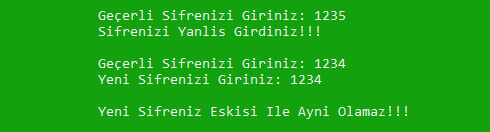 Geçerli Sifrenizi Giriniz: 1235
Sifrenizi Yanlis Girdiniz!!!
Geçerli Sifrenizi Giriniz: 1234
Yeni Sifrenizi Giriniz: 1234
Yeni Sifreniz Eskisi Ile Ayni Olamaz!!!